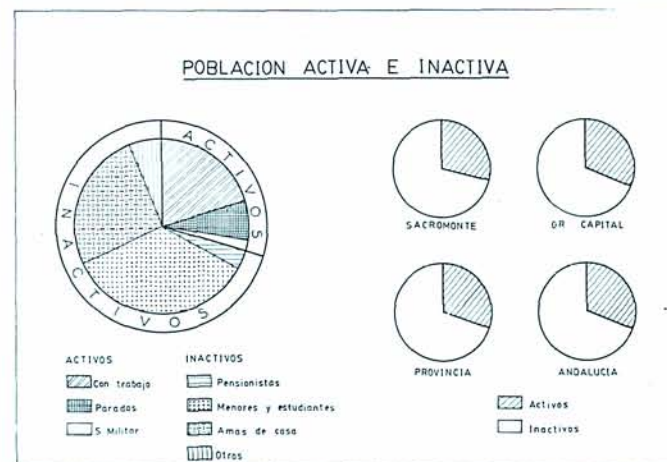 POBLACION ACTIVA E INACTIVA
ACTIVOS
INACTIVOS
SACROMONTE
GR CAPITAL
PROVINCIA
ANDALUCIA
ACTIVOS
Con trabajo
Parados
S Militar
INACTIVOS
Pensionistas
Menores y estudiantes
Amas de casa
Otros
Activos
Inactivos